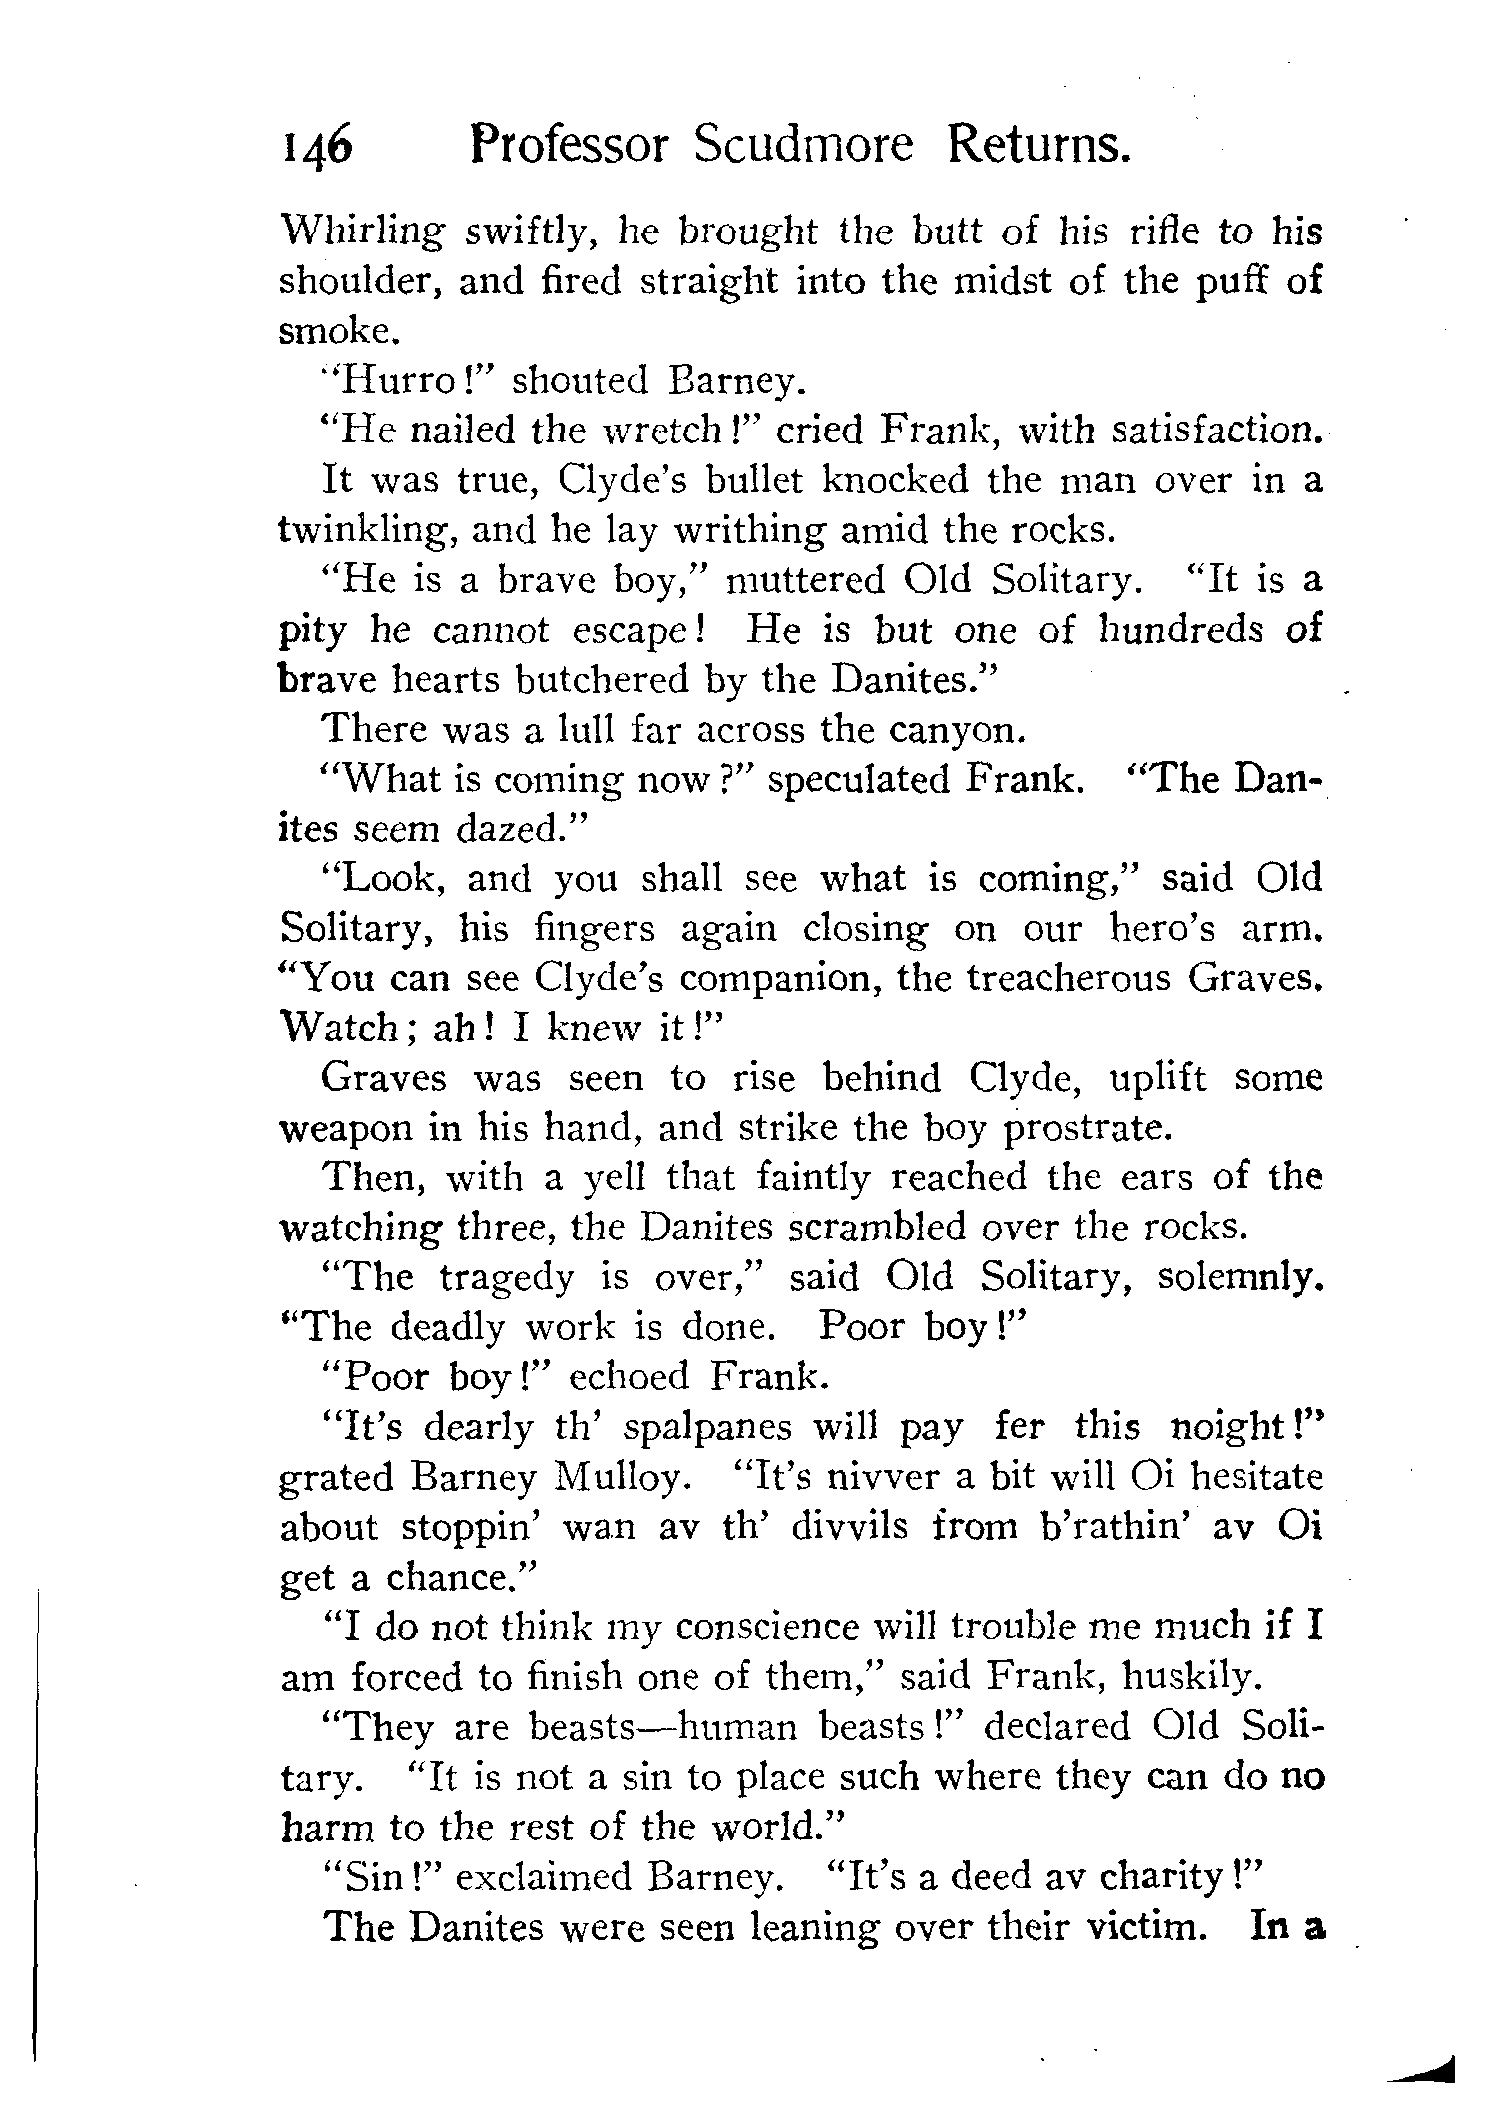 146 Professor Scudmore Returns.
Whirling swiftly, he brought the butt of his rifle to his
shoulder, and fired straight into the midst of the puff of
smoke.
"Hurro!" shouted Barney.
"He nailed the wretch!" cried Frank, with satisfaction.
It was true, Clyde's bullet knocked the man over in a
twinkling, and he lay writhing amid the rocks.
"He is a brave boy," muttered Old Solitary. "It is a
pity he cannot escape! He is but one of hundreds of
brave hearts butchered by the Danites."
There was a lull far across the canyon.
"What is coming now?" speculated Frank. "The Dan-
ites seem dazed."
"Look, and you shall see what is coming," said Old
Solitary, his fingers again closing on our hero's arm.
"You can see Clyde's companion, the treacherous Graves.
Watch; ah! I knew it!"
Graves was seen to rise behind Clyde, uplift some
weapon in his hand, and strike the boy prostrate.
Then, with a yell that faintly reached the ears of the
watching three, the Danites scrambled over the rocks.
"The tragedy is over," said Old Solitary, solemnly.
"The deadly work is done. Poor boy!"
"Poor boy!" echoed Frank.
"It's dearly th' spalpanes will pay fer this noight!"
grated Barney Mulloy. "It's nivver a bit will Oi hesitate
about stoppin' wan av th' divvils from b'rathin' av Oi
get a chance."
"I do not think my conscience will trouble me much if I
am forced to finish one of them," said Frank, huskily.
"They are beasts—human beasts!" declared Old Soli-
tary. "It is not a sin to place such where they can do no
harm to the rest of the world."
"Sin!" exclaimed Barney. "It's a deed av charity!"
The Danites were seen leaning over their victim. In a